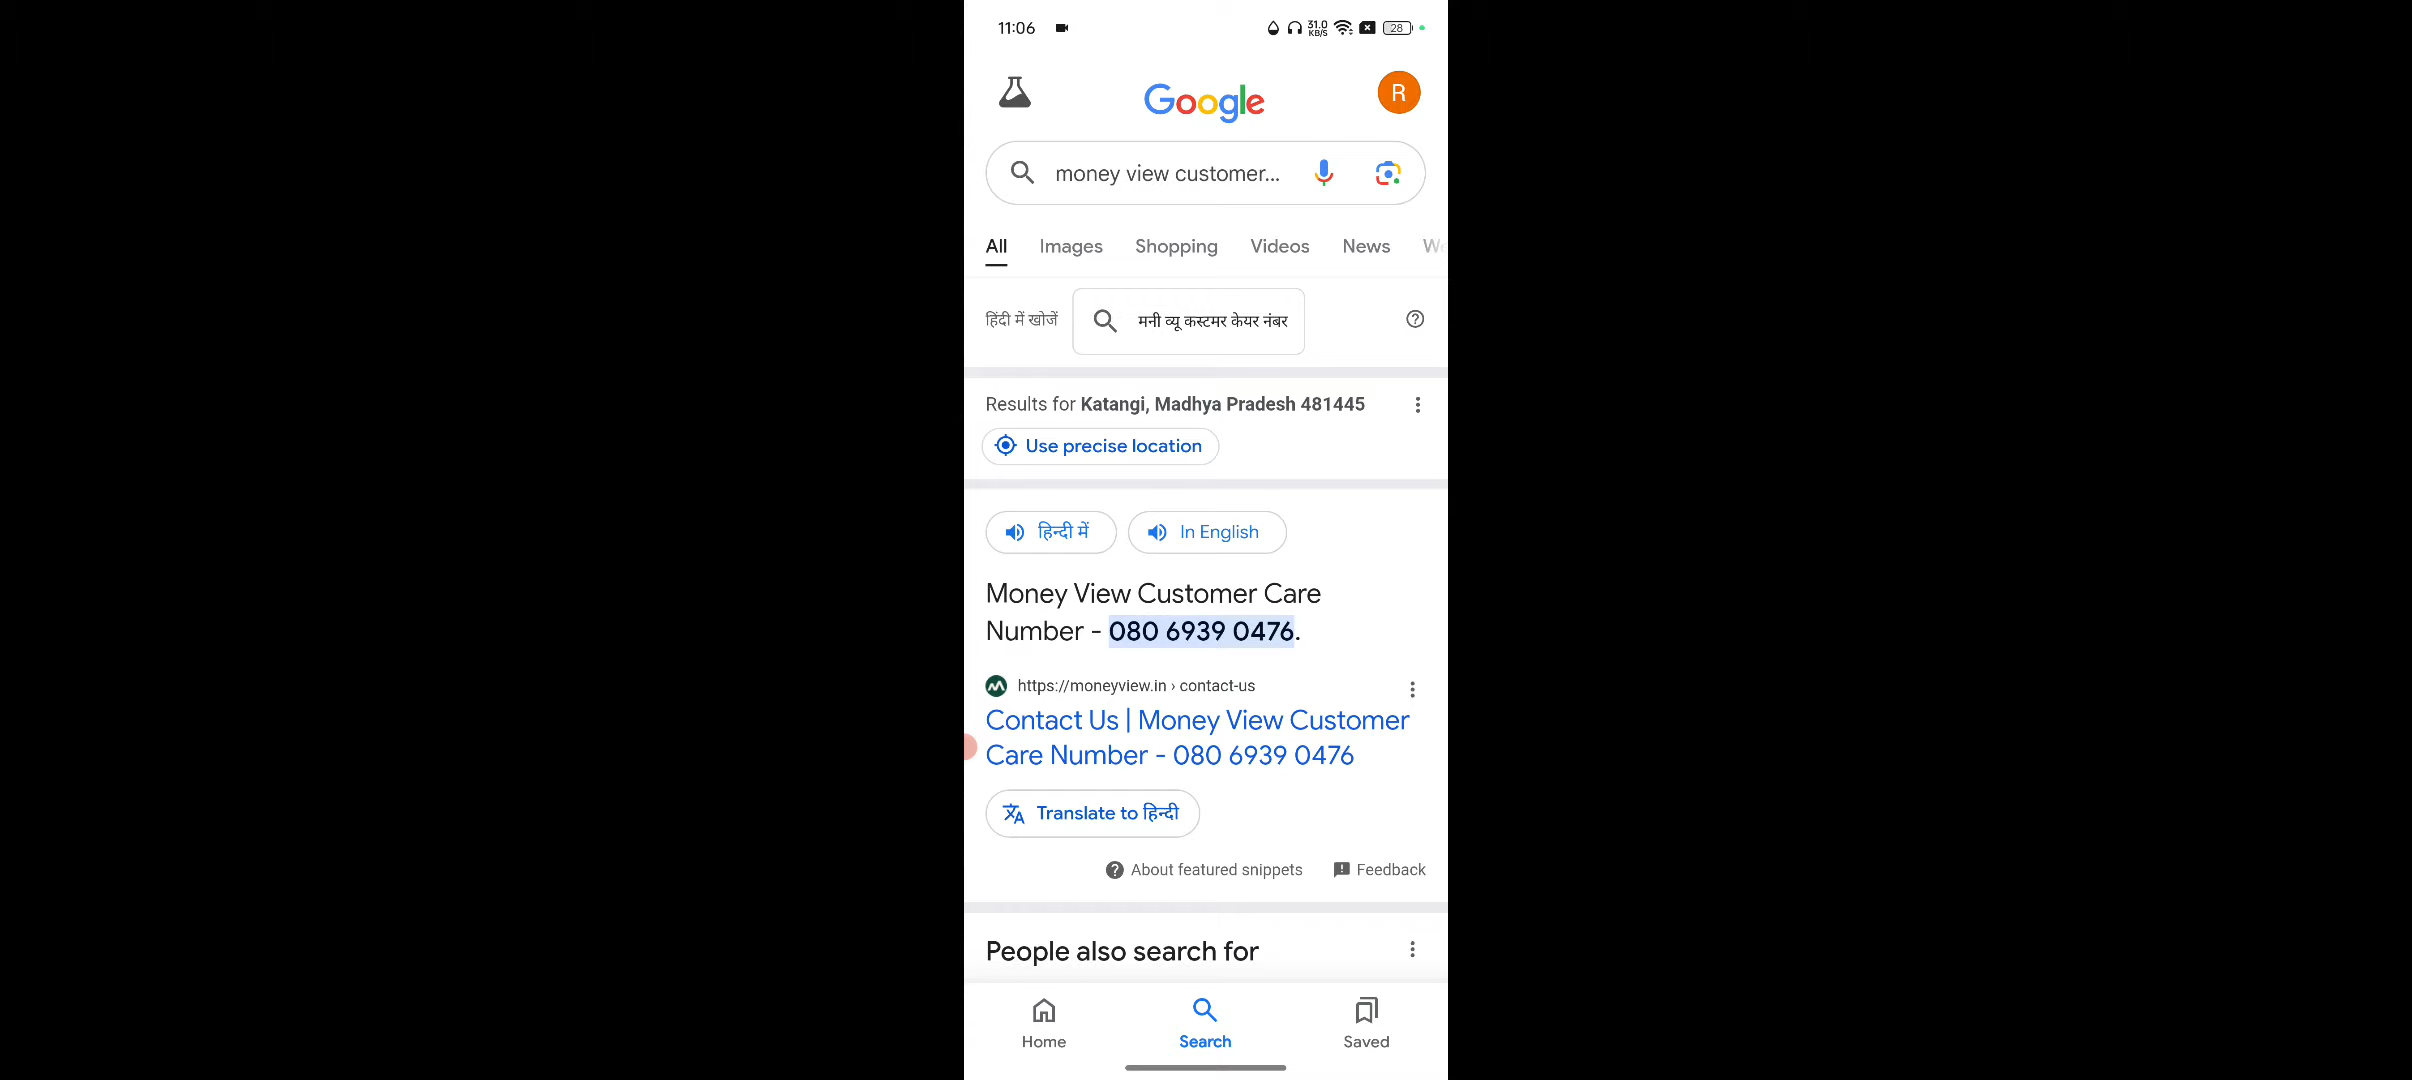 11:06 31.0 KB/S 28
Google R
money view customer...
All Images Shopping Videos News We
हिंदी में खोजें मनी व्यू कस्टमर केयर नंबर
Results for Katangi, Madhya Pradesh 481445
Use precise location
हिन्दी में In English
Money View Customer Care
Number - 080 6939 0476.
https://moneyview.in › contact-us
Contact Us | Money View Customer
Care Number - 080 6939 0476
Translate to हिन्दी
About featured snippets Feedback
People also search for
Home Search Saved